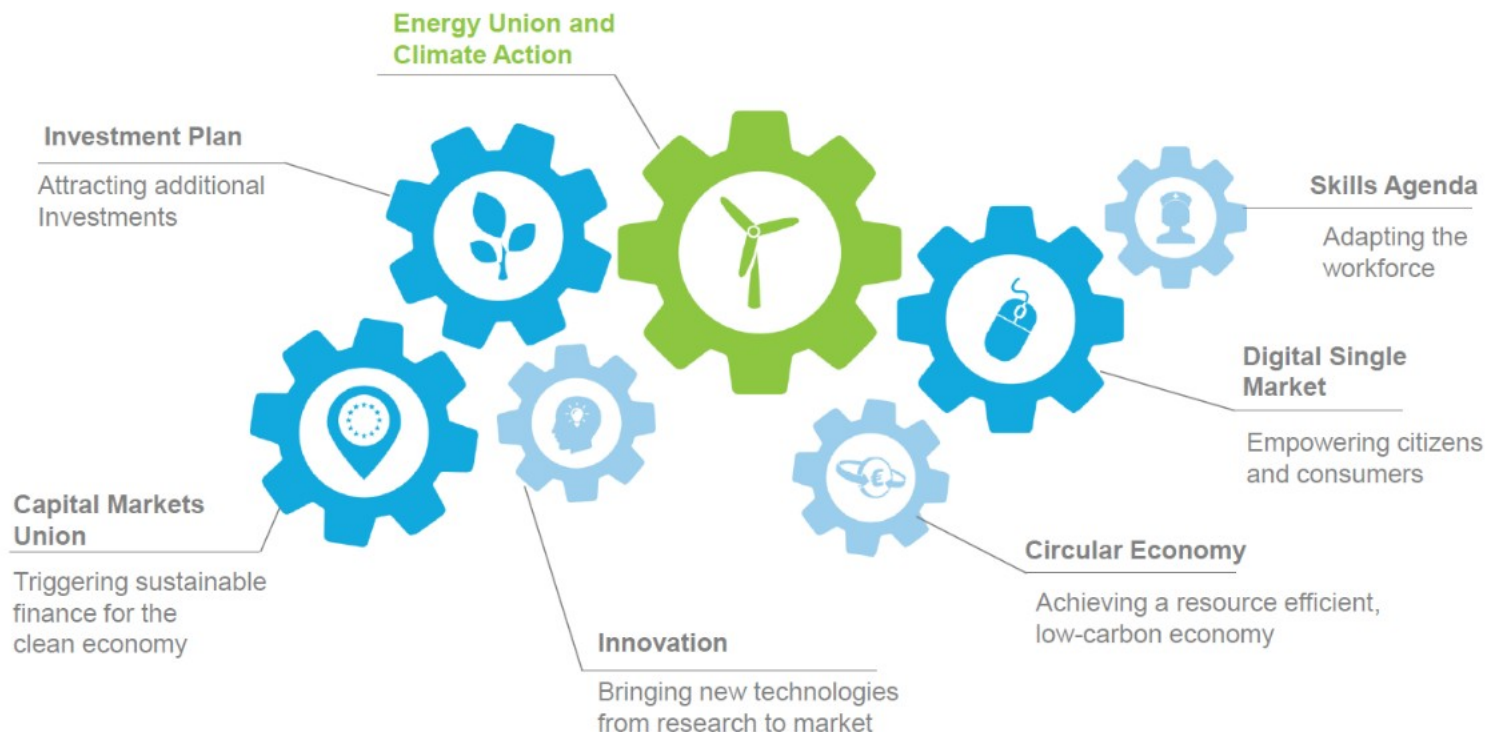 Energy Union and
Climate Action
Investment Plan
Attracting additional
Investments
Skills Agenda
Adapting the
workforce
Digital Single
Market
Empowering citizens
and consumers
Capital Markets
Union
Triggering sustainable
finance for the
clean economy
Circular Economy
Achieving a resource efficient,
low-carbon economy
Innovation
Bringing new technologies
from research to market
€